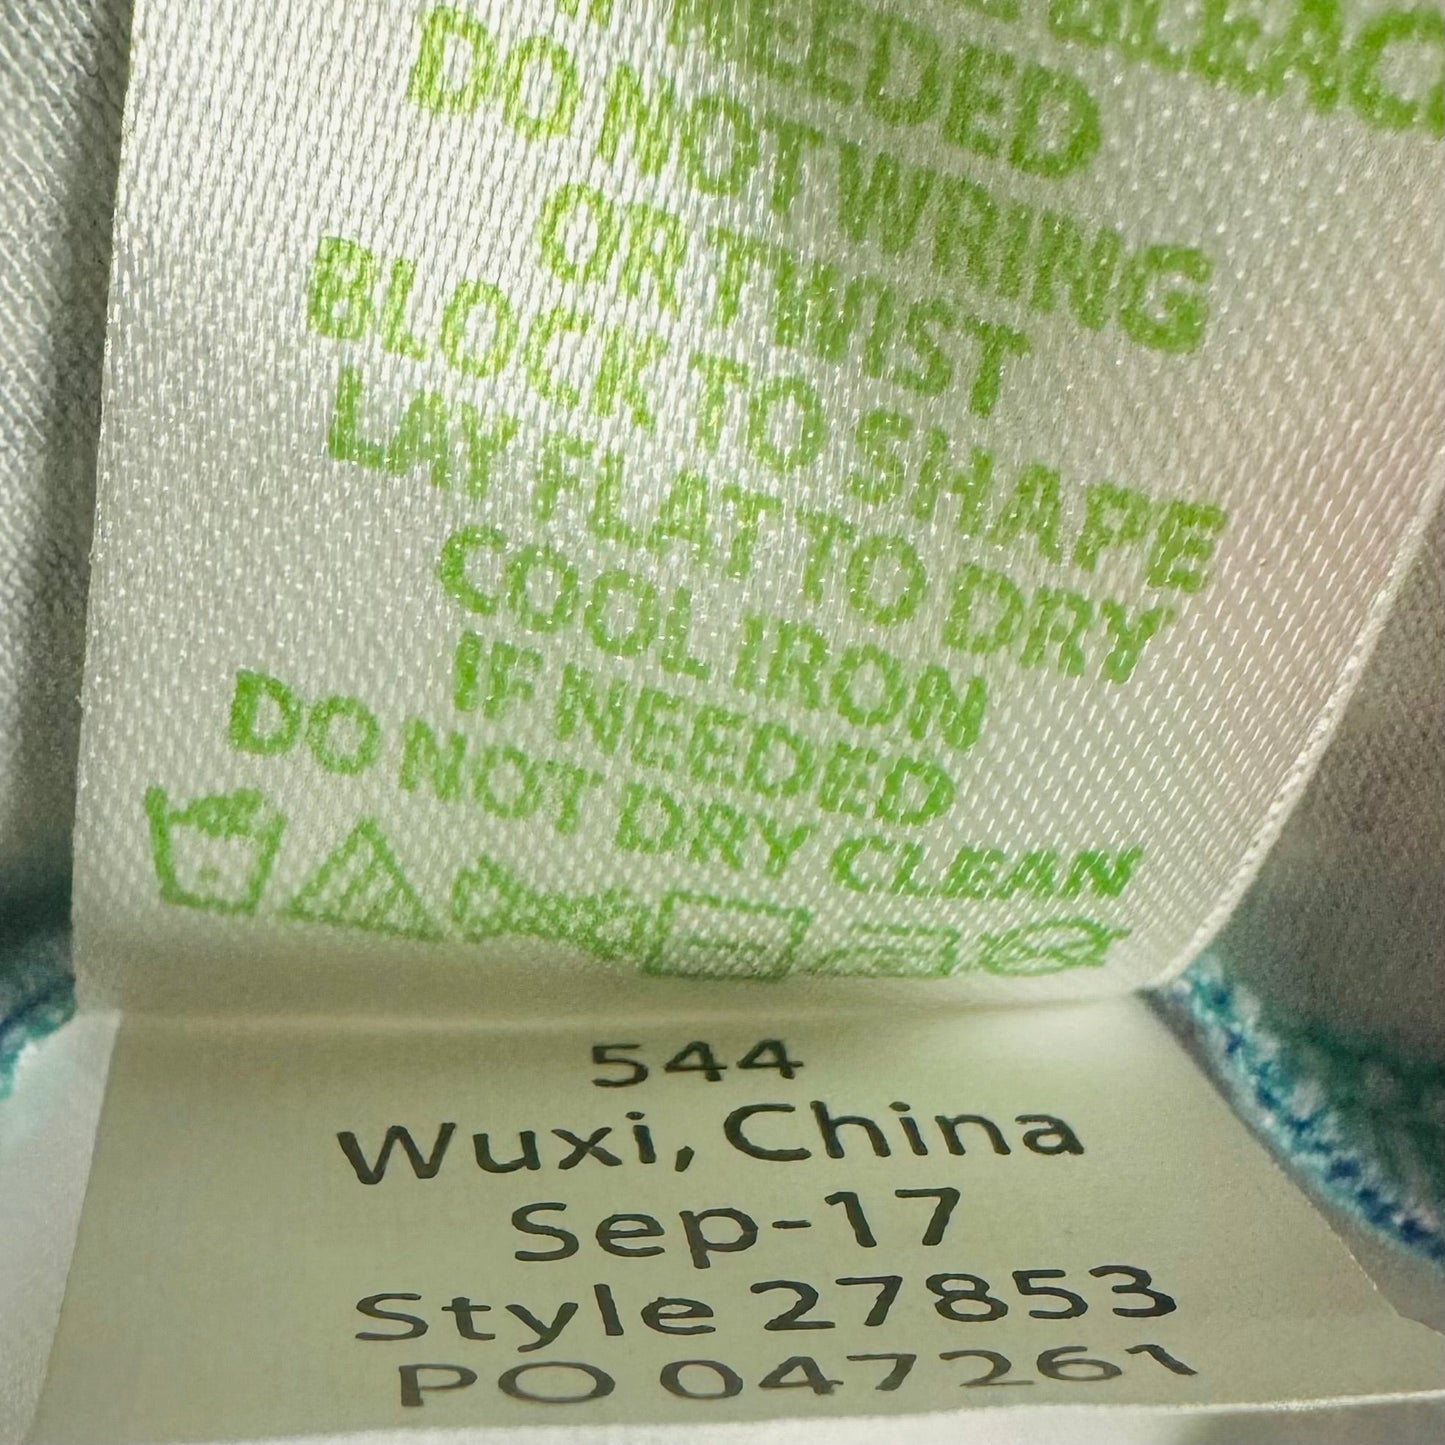 BLEACH
NEEDED
DO NOT WRING
OR TWIST
BLOCK TO SHAPE
LAY FLAT TO DRY
COOL IRON
IF NEEDED
DO NOT DRY CLEAN
544
Wuxi, China
Sep-17
Style 27853
PO 047261